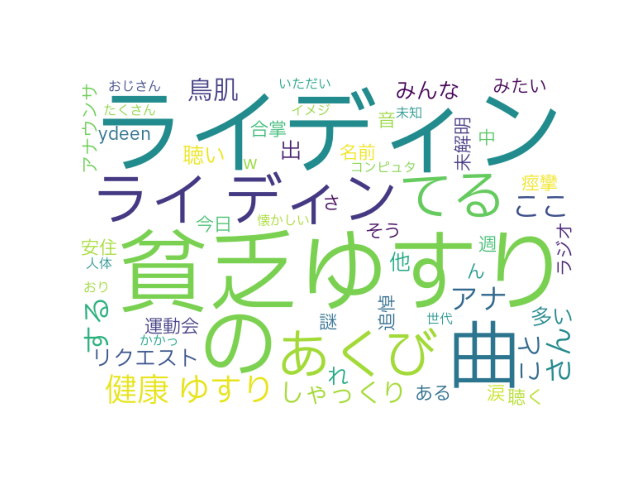 おじさん
いただい
鳥肌
みんな
みたい
アナウンサ
たくさん
ydeen
ライディン
イメジ
未知
合掌
音
未解明
中
聴い
w
出
名前
コンピュタ
ライディン
てる
痙攣
ここ
さ
今日
懐かしい
そう
ラジオ
安住
人体
貧乏ゆすり
他
週
ん
おり
する
運動会
の
謎
追悼
アナ
世代
多い
かかっ
リクエスト
あくび
曲
こと
さん
健康
ゆすり
しゃっくり
れ
ある
涙
聴く